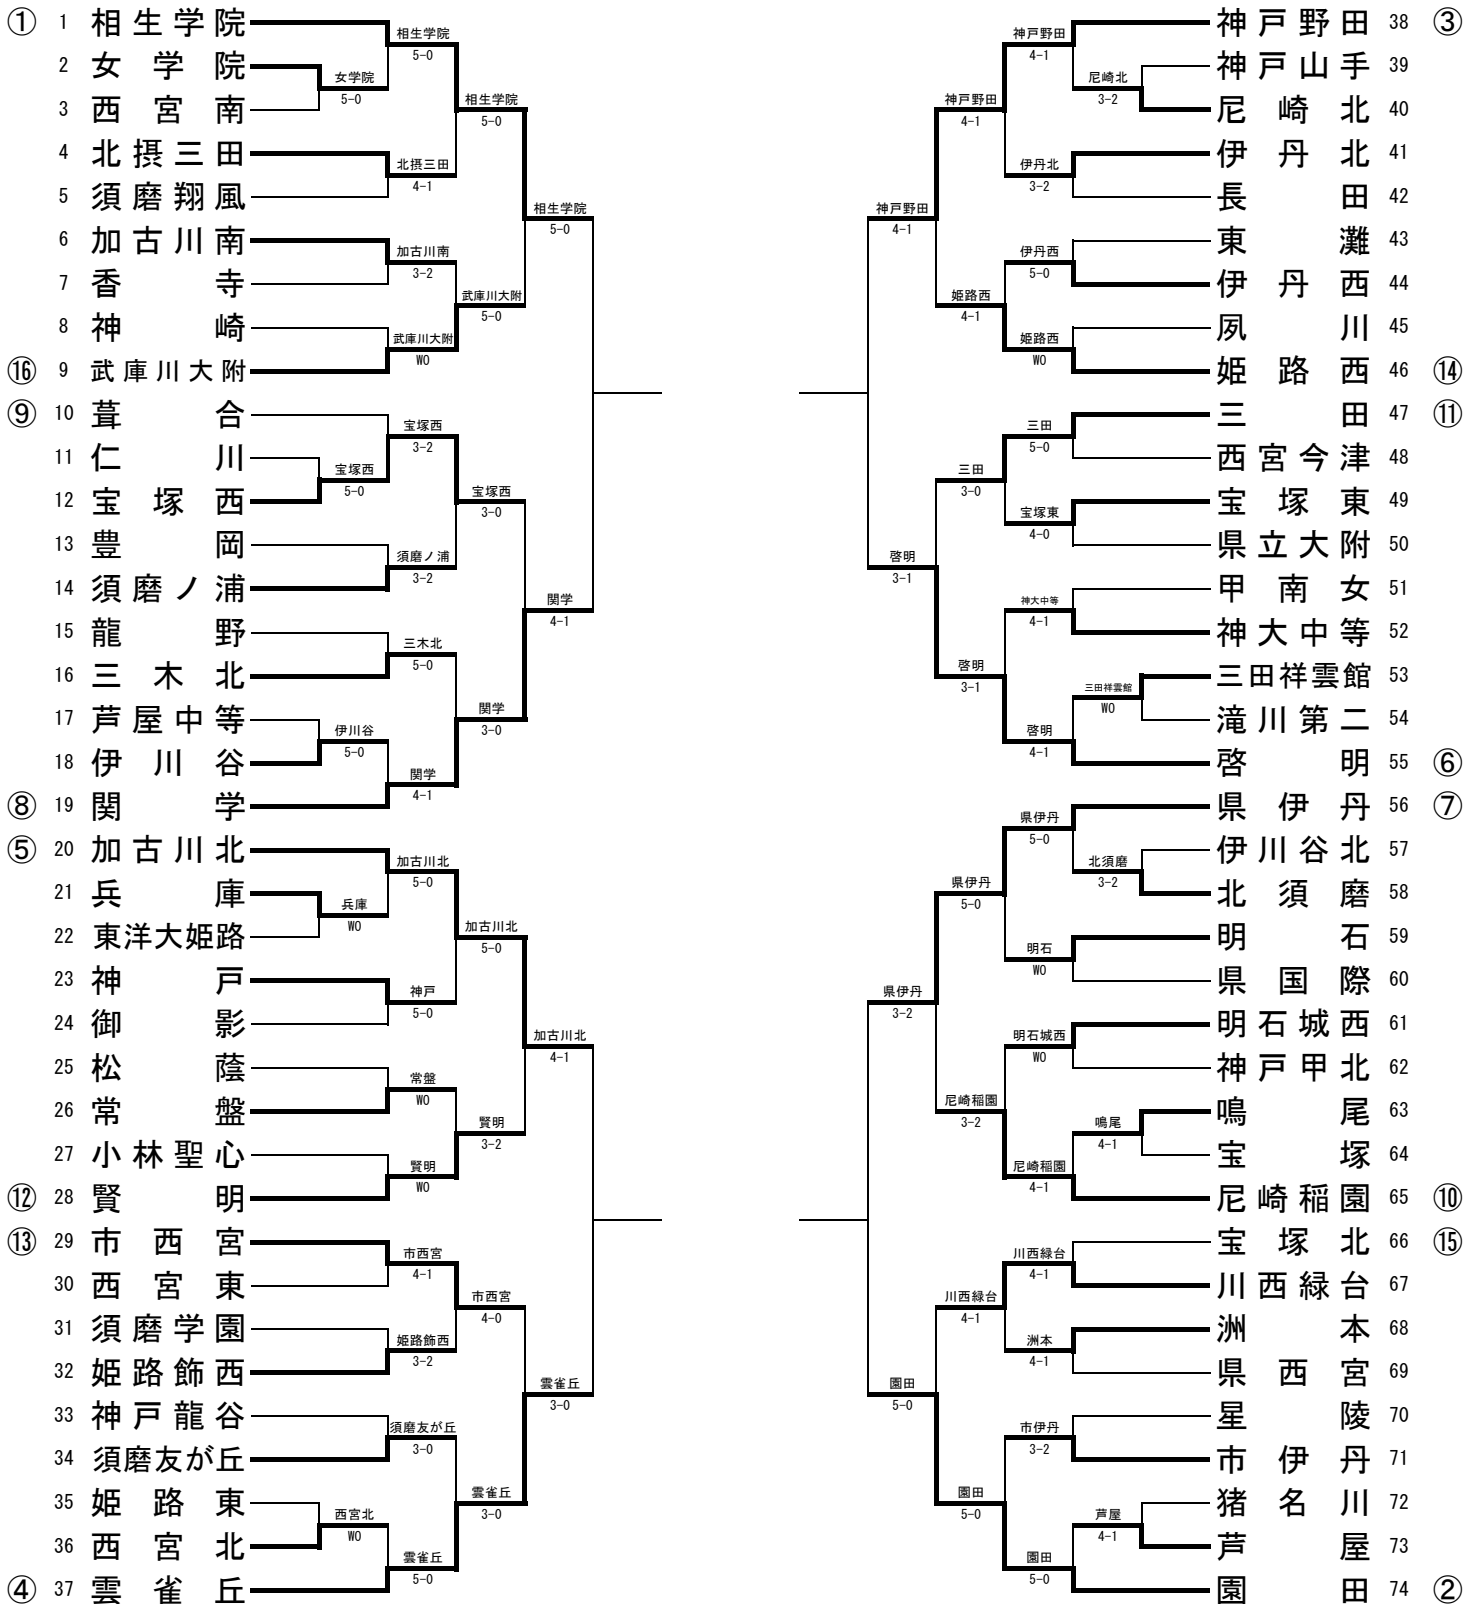 ① 1 相生学院
2 女学院
3 西宮南
4 北摂三田
5 須磨翔風
6 加古川南
7 香寺
8 神崎
⑯ 9 武庫川大附
⑨ 10 葺合
11 仁川
12 宝塚西
13 豊岡
14 須磨ノ浦
15 龍野
16 三木北
17 芦屋中等
18 伊川谷
⑧ 19 関学
⑤ 20 加古川北
21 兵庫
22 東洋大姫路
23 神戸
24 御影
25 松蔭
26 常盤
27 小林聖心
⑫ 28 賢明
⑬ 29 市西宮
30 西宮東
31 須磨学園
32 姫路飾西
33 神戸龍谷
34 須磨友が丘
35 姫路東
36 西宮北
④ 37 雲雀丘
女学院
5-0
宝塚西
5-0
伊川谷
5-0
兵庫
WO
西宮北
WO
相生学院
5-0
北摂三田
4-1
加古川南
3-2
武庫川大附
WO
宝塚西
3-2
須磨ノ浦
3-2
三木北
5-0
関学
4-1
加古川北
5-0
神戸
5-0
常盤
WO
賢明
WO
市西宮
4-1
姫路飾西
3-2
須磨友が丘
3-0
雲雀丘
5-0
相生学院
5-0
武庫川大附
5-0
宝塚西
3-0
関学
3-0
加古川北
5-0
賢明
3-2
市西宮
4-0
雲雀丘
3-0
相生学院
5-0
関学
4-1
加古川北
4-1
雲雀丘
3-0
神戸野田
4-1
啓明
3-1
県伊丹
3-2
園田
5-0
神戸野田
4-1
姫路西
4-1
三田
3-0
啓明
3-1
県伊丹
5-0
尼崎稲園
3-2
川西緑台
4-1
園田
5-0
神戸野田
4-1
伊丹北
3-2
伊丹西
5-0
姫路西
WO
三田
5-0
宝塚東
4-0
神大中等
4-1
啓明
4-1
県伊丹
5-0
明石
WO
明石城西
WO
尼崎稲園
4-1
川西緑台
4-1
洲本
4-1
市伊丹
3-2
園田
5-0
尼崎北
3-2
三田祥雲館
WO
北須磨
3-2
鳴尾
4-1
芦屋
4-1
神戸野田 38 ③
神戸山手 39
尼崎北 40
伊丹北 41
長田 42
東灘 43
伊丹西 44
夙川 45
姫路西 46 ⑭
三田 47 ⑪
西宮今津 48
宝塚東 49
県立大附 50
甲南女 51
神大中等 52
三田祥雲館 53
滝川第二 54
啓明 55 ⑥
県伊丹 56 ⑦
伊川谷北 57
北須磨 58
明石 59
県国際 60
明石城西 61
神戸甲北 62
鳴尾 63
宝塚 64
尼崎稲園 65 ⑩
宝塚北 66 ⑮
川西緑台 67
洲本 68
県西宮 69
星陵 70
市伊丹 71
猪名川 72
芦屋 73
園田 74 ②